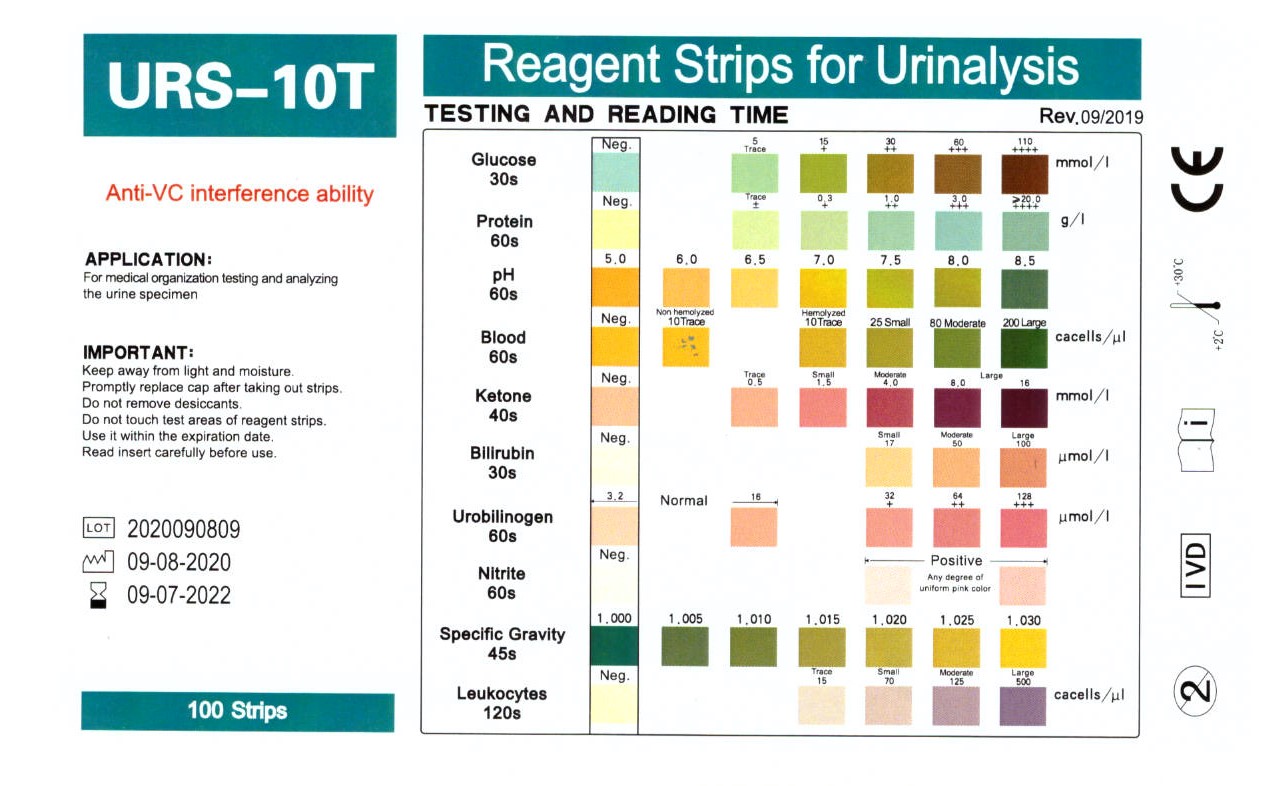 URS-10T
Anti-VC interference ability
APPLICATION:
For medical organization testing and analyzing
the urine specimen
IMPORTANT:
Keep away from light and moisture.
Promptly replace cap after taking out strips.
Do not remove desiccants.
Do not touch test areas of reagent strips.
Use it within the expiration date.
Read insert carefully before use.
LOT 2020090809
09-08-2020
09-07-2022
100 Strips
Reagent Strips for Urinalysis
TESTING AND READING TIME Rev.09/2019
Neg. 5 15 30 60 110
Trace + ++ +++ ++++
Glucose mmol/l
30s
Neg. Trace 0.3 1.0 3.0 ≥20.0
± + ++ +++ ++++
Protein g/l
60s
5.0 6.0 6.5 7.0 7.5 8.0 8.5
pH
60s
Non hemolyzed Hemolyzed
Neg. 10Trace 10Trace 25 Small 80 Moderate 200 Large
Blood cacells/μl
60s
Neg. Trace Small Moderate Large
0.5 1.5 4.0 8.0 16
Ketone mmol/l
40s
Neg. Small Moderate Large
17 50 100
Bilirubin μmol/l
30s
3.2 Normal 16 32 64 128
+ ++ +++
Urobilinogen μmol/l
60s
Neg. Positive
Nitrite Any degree of
60s uniform pink color
1.000 1.005 1.010 1.015 1.020 1.025 1.030
Specific Gravity
45s
Neg. Trace Small Moderate Large
15 70 125 500
Leukocytes cacells/μl
120s
CE
+30°C
+2°C
i
IVD
2